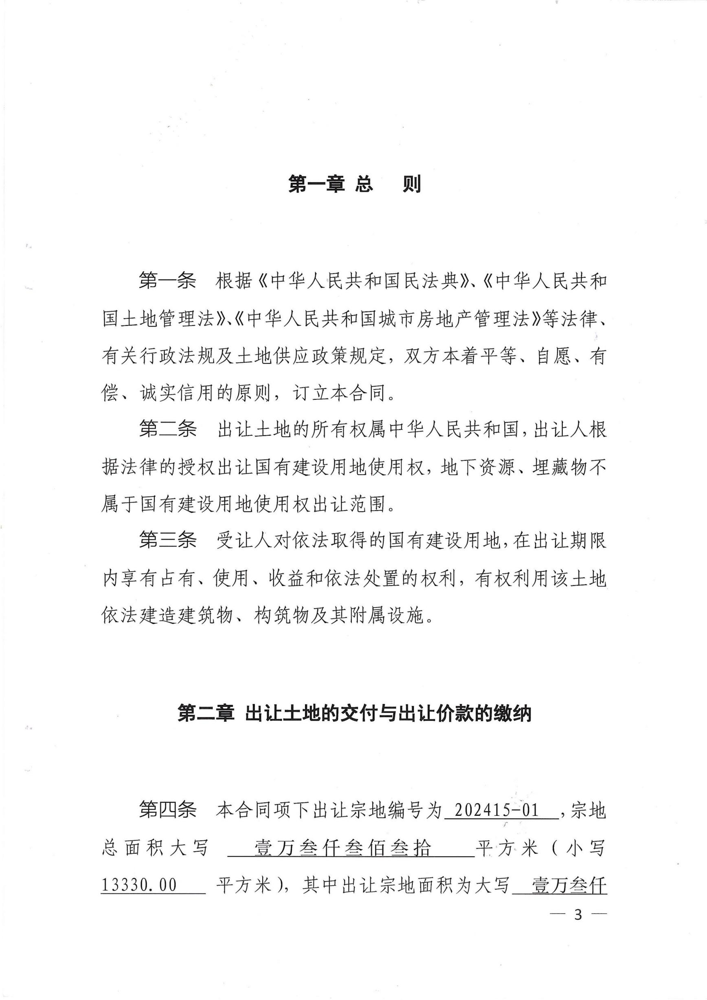 第一章 总 则
第一条 根据《中华人民共和国民法典》、《中华人民共和
国土地管理法》、《中华人民共和国城市房地产管理法》等法律、
有关行政法规及土地供应政策规定，双方本着平等、自愿、有
偿、诚实信用的原则，订立本合同。
第二条 出让土地的所有权属中华人民共和国，出让人根
据法律的授权出让国有建设用地使用权，地下资源、埋藏物不
属于国有建设用地使用权出让范围。
第三条 受让人对依法取得的国有建设用地，在出让期限
内享有占有、使用、收益和依法处置的权利，有权利用该土地
依法建造建筑物、构筑物及其附属设施。
第二章 出让土地的交付与出让价款的缴纳
第四条 本合同项下出让宗地编号为 202415-01 ，宗地
总面积大写 壹万叁仟叁佰叁拾 平方米（小写
13330.00 平方米），其中出让宗地面积为大写 壹万叁仟
— 3 —